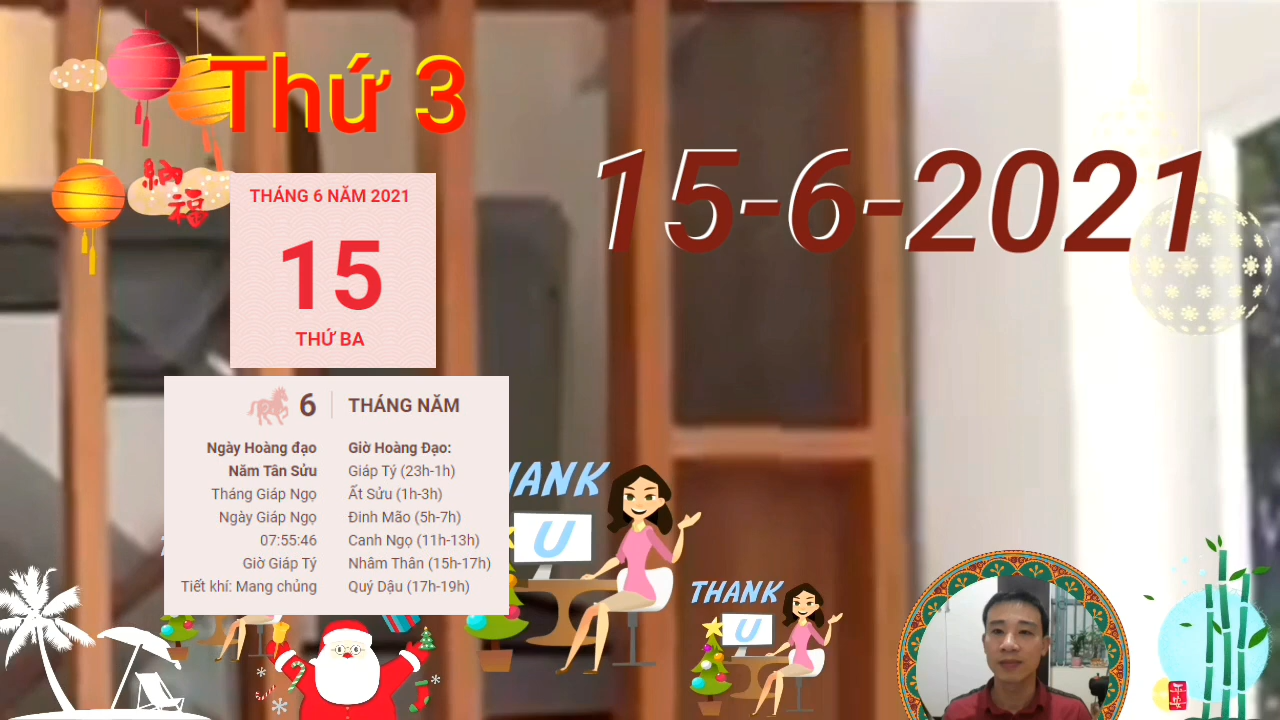 Thứ 3
15-6-2021
納
福
THÁNG 6 NĂM 2021
15
THỨ BA
6 THÁNG NĂM
Ngày Hoàng đạo
Năm Tân Sửu
Tháng Giáp Ngọ
Ngày Giáp Ngọ
07:55:46
Giờ Giáp Tý
Tiết khí: Mang chủng
Giờ Hoàng Đạo:
Giáp Tý (23h-1h)
Ất Sửu (1h-3h)
Đinh Mão (5h-7h)
Canh Ngọ (11h-13h)
Nhâm Thân (15h-17h)
Quý Dậu (17h-19h)
HANK
U
THANK
U